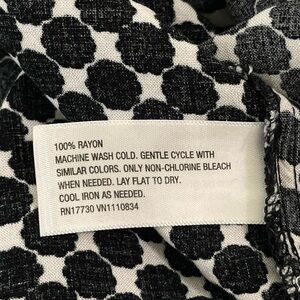 100% RAYON
MACHINE WASH COLD. GENTLE CYCLE WITH
SIMILAR COLORS. ONLY NON-CHLORINE BLEACH
WHEN NEEDED. LAY FLAT TO DRY.
COOL IRON AS NEEDED.
RN17730 VN1110834